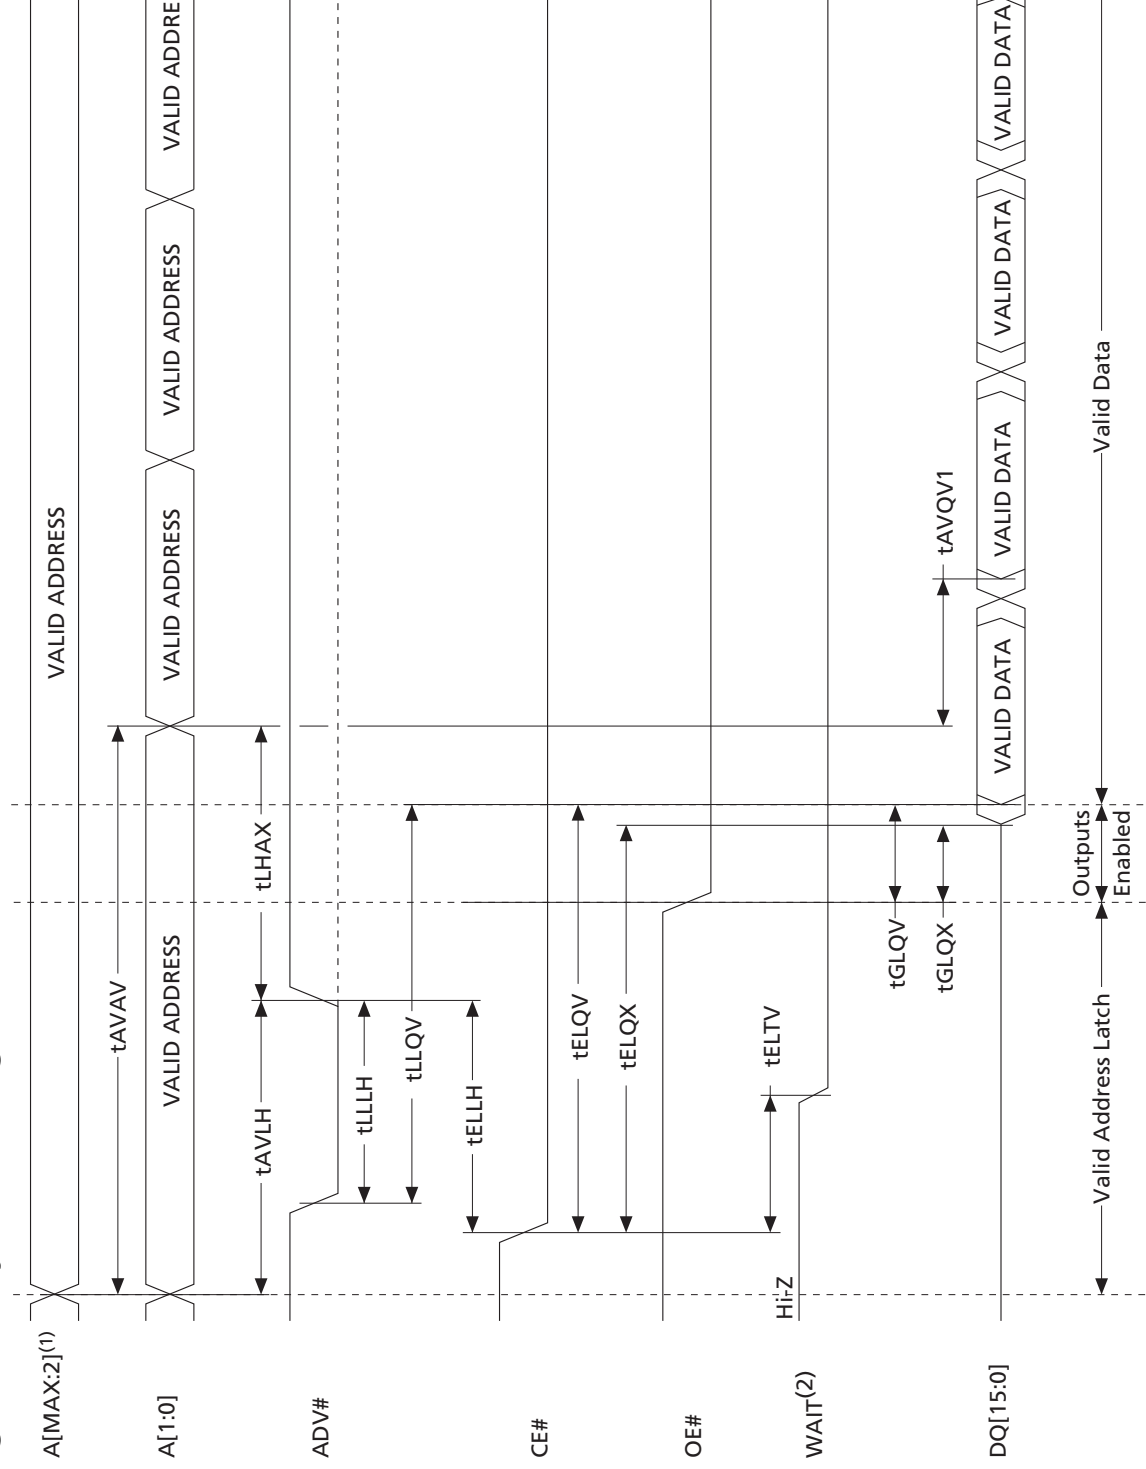 A[MAX:2](1)
VALID ADDRESS
tAVAV
A[1:0]
VALID ADDRESS
VALID ADDRESS
VALID ADDRESS
VALID ADDRE
tAVLH
tLHAX
ADV#
tLLLH
tLLQV
tELLH
CE#
tELQV
tELQX
OE#
tELTV
Hi-Z
WAIT(2)
tGLQV
tGLQX
tAVQV1
DQ[15:0]
VALID DATA
VALID DATA
VALID DATA
VALID DATA
Valid Address Latch
Outputs
Enabled
Valid Data